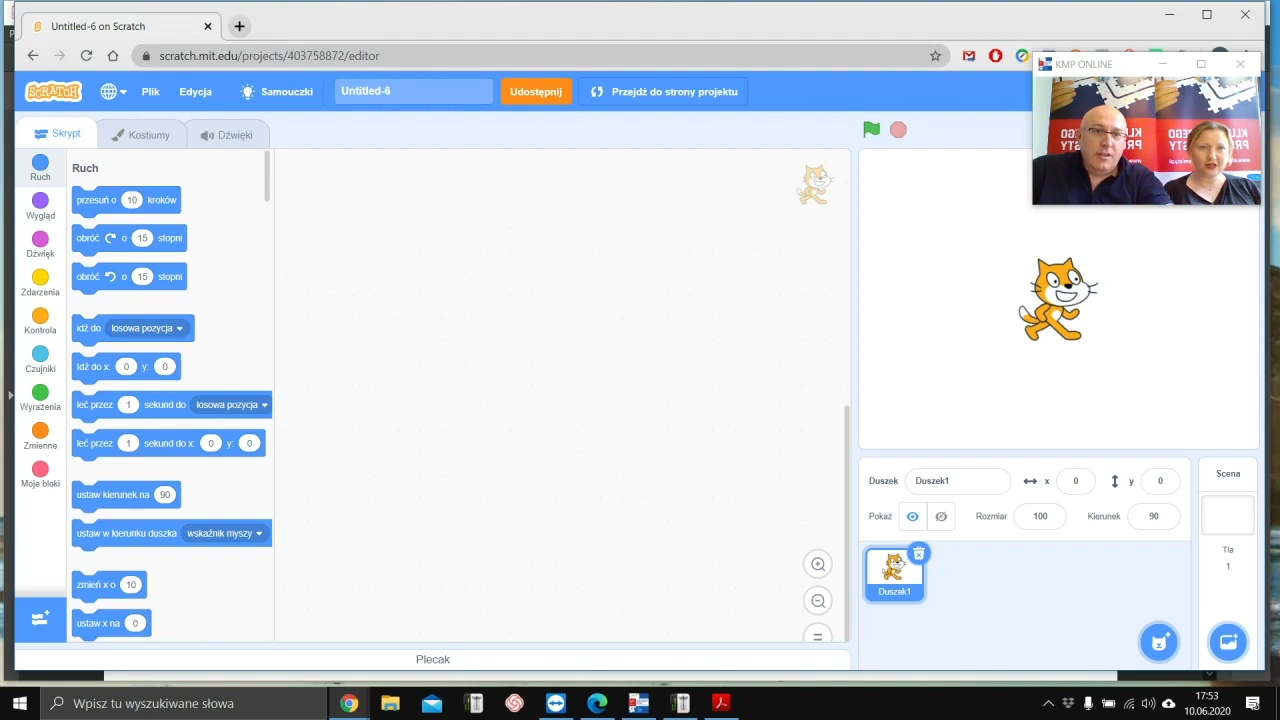 Untitled-6 on Scratch
scratch.mit.edu/projects/403758872/editor
KMP ONLINE
SCRATCH
Plik
Edycja
Samouczki
Untitled-6
Udostępnij
Przejdź do strony projektu
Skrypt
Kostiumy
Dźwięki
Ruch
Wygląd
Dźwięk
Zdarzenia
Kontrola
Czujniki
Wyrażenia
Zmienne
Moje bloki
Ruch
przesuń o 10 kroków
obróć o 15 stopni
obróć o 15 stopni
idź do losowa pozycja
Idź do x: 0 y: 0
leć przez 1 sekund do losowa pozycja
leć przez 1 sekund do x: 0 y: 0
ustaw kierunek na 90
ustaw w kierunku duszka wskaźnik myszy
zmień x o 10
ustaw x na 0
Plecak
Duszek
Duszek1
x 0
y 0
Pokaż
Rozmiar 100
Kierunek 90
Duszek1
Scena
Tła
1
Wpisz tu wyszukiwane słowa
17:53
10.06.2020